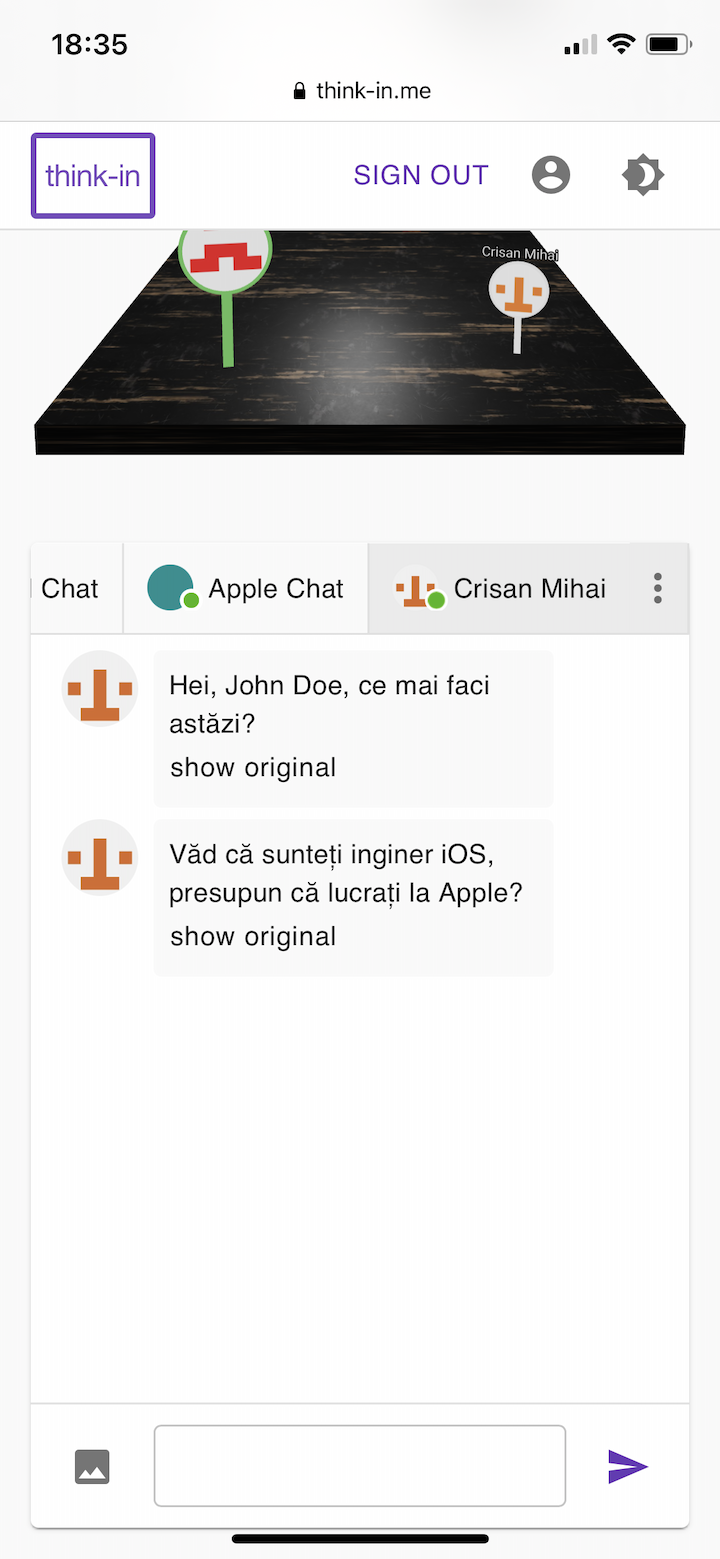 18:35
think-in.me
think-in
SIGN OUT
Crisan Mihai
Chat
Apple Chat
Crisan Mihai
Hei, John Doe, ce mai faci
astăzi?
show original
Văd că sunteți inginer iOS,
presupun că lucrați la Apple?
show original